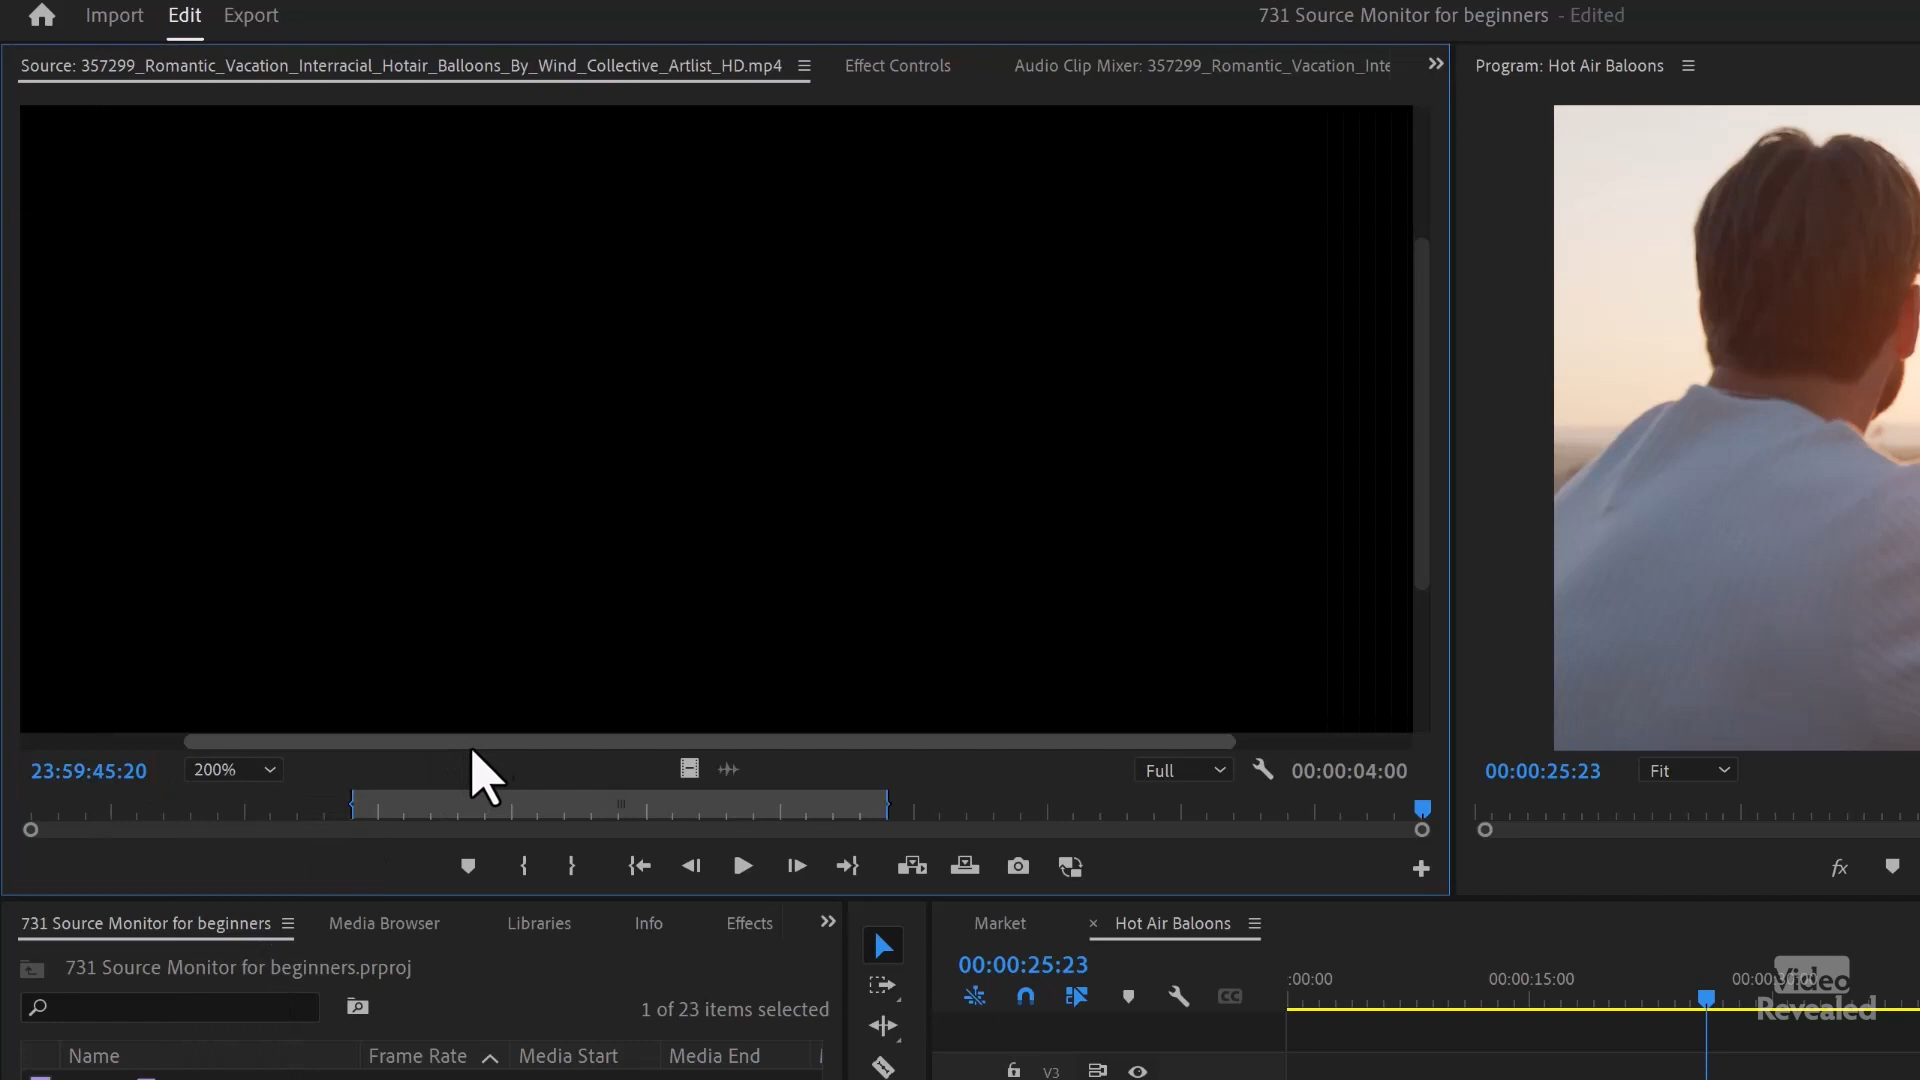 Import Edit Export
731 Source Monitor for beginners - Edited
Source: 357299_Romantic_Vacation_Interracial_Hotair_Balloons_By_Wind_Collective_Artlist_HD.mp4
Effect Controls
Audio Clip Mixer: 357299_Romantic_Vacation_Inte
Program: Hot Air Baloons
23:59:45:20
200%
Full
00:00:04:00
00:00:25:23
Fit
fx
731 Source Monitor for beginners
Media Browser
Libraries
Info
Effects
Market
× Hot Air Baloons
731 Source Monitor for beginners.prproj
00:00:25:23
:00:00
00:00:15:00
00:00:30:00
Video
Revealed
CC
1 of 23 items selected
Name
Frame Rate
Media Start
Media End
V3